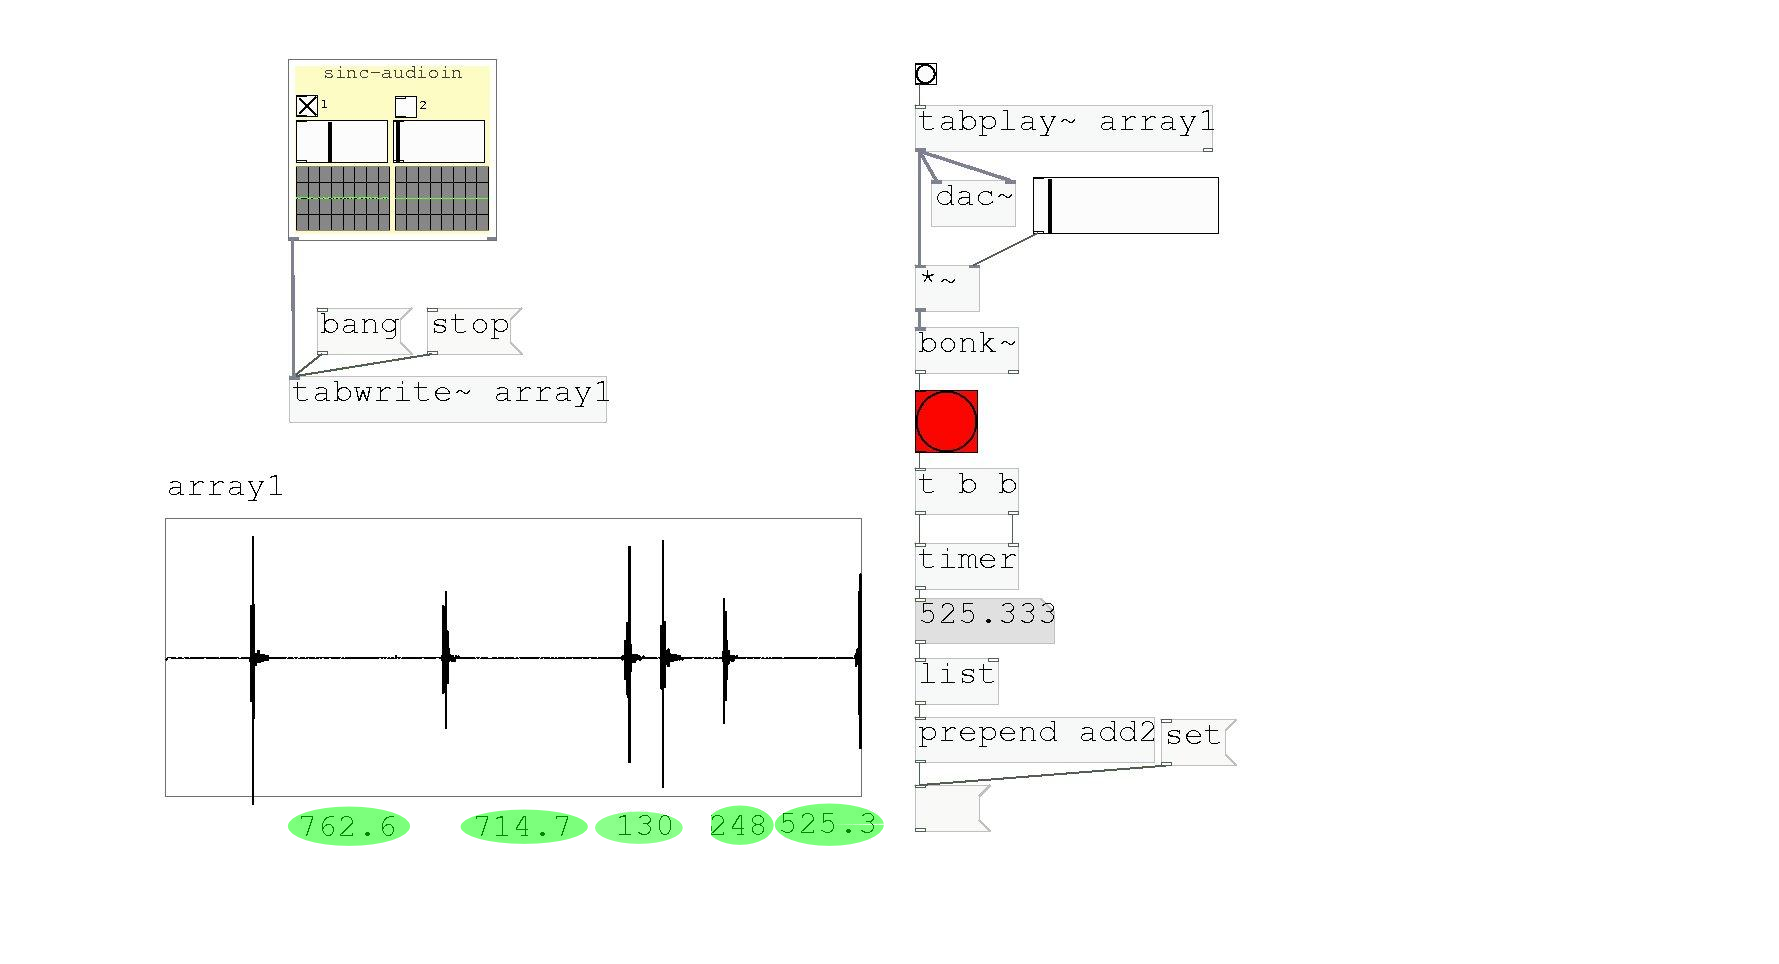 sinc-audioin
1 2
bang stop
tabwrite~ array1
array1
762.6 714.7 130 248 525.3
tabplay~ array1
dac~
*~
bonk~
t b b
timer
525.333
list
prepend add2 set